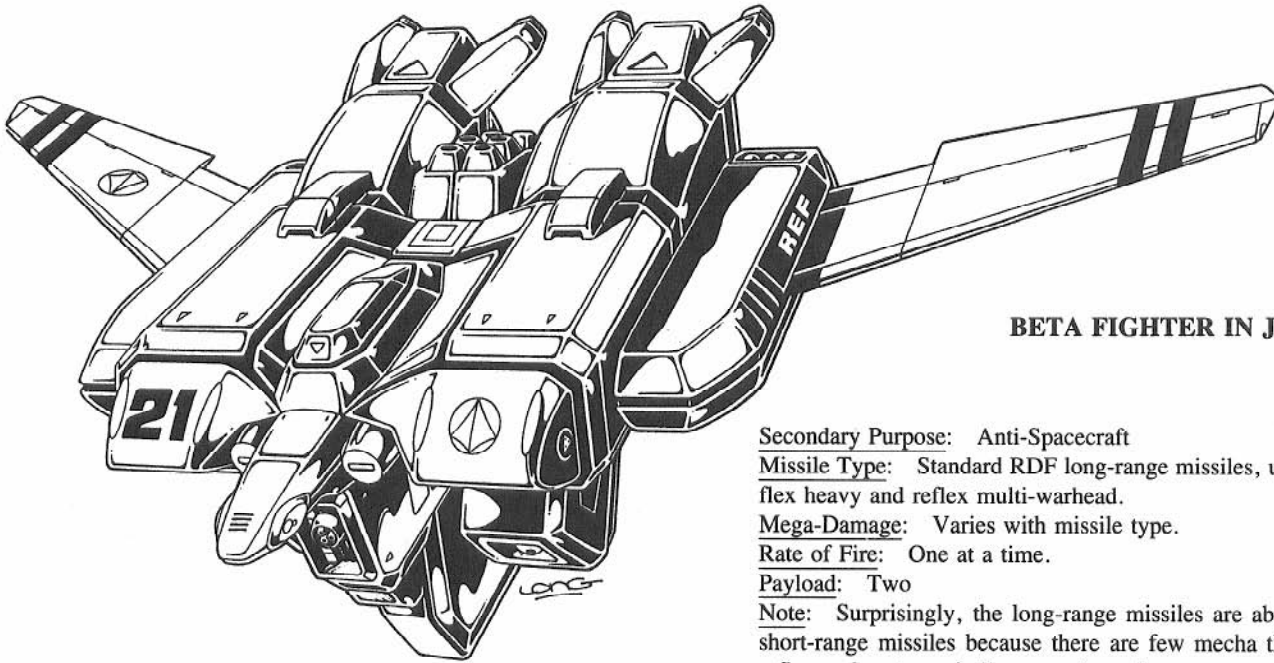 REF
21
Long
BETA FIGHTER IN J
Secondary Purpose: Anti-Spacecraft
Missile Type: Standard RDF long-range missiles, u
flex heavy and reflex multi-warhead.
Mega-Damage: Varies with missile type.
Rate of Fire: One at a time.
Payload: Two
Note: Surprisingly, the long-range missiles are ab
short-range missiles because there are few mecha t